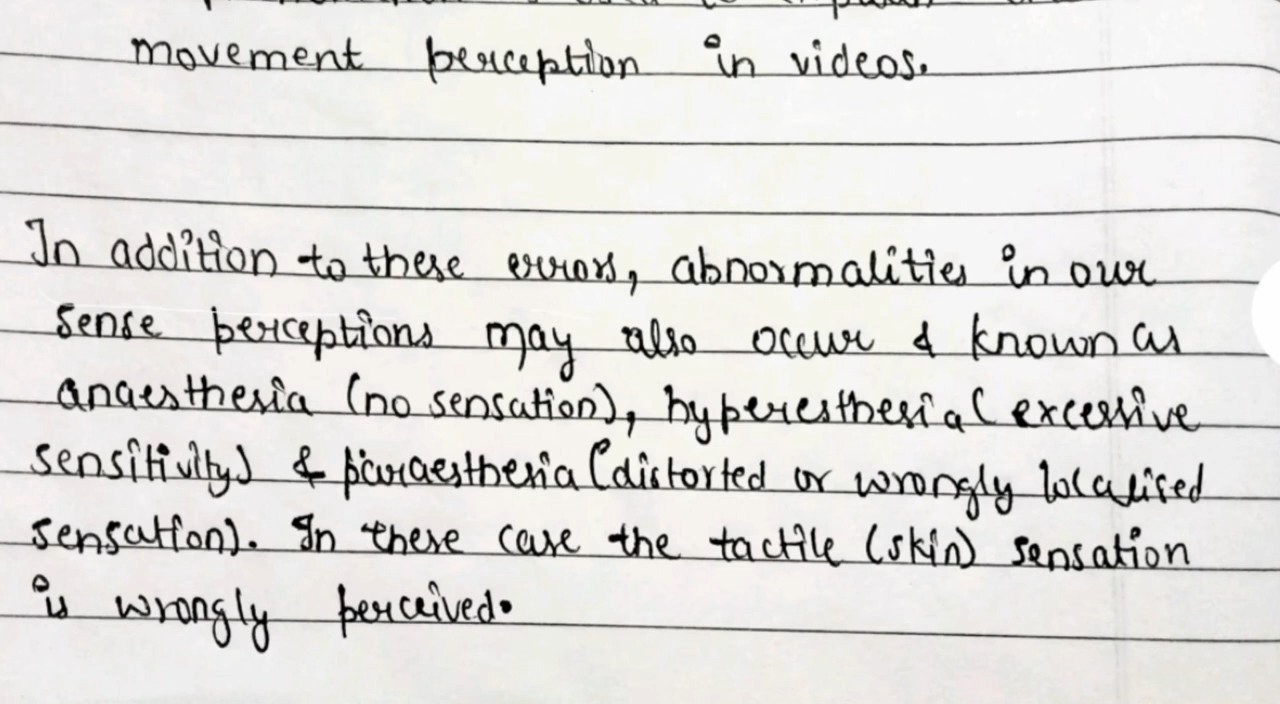 movement perception in videos.
In addition to these errors, abnormalities in our
sense perceptions may also occur & known as
anaesthesia (no sensation), hyperesthesia (excessive
sensitivity) & paraesthesia (distorted or wrongly localised
sensation). In these case the tactile (skin) sensation
is wrongly perceived.